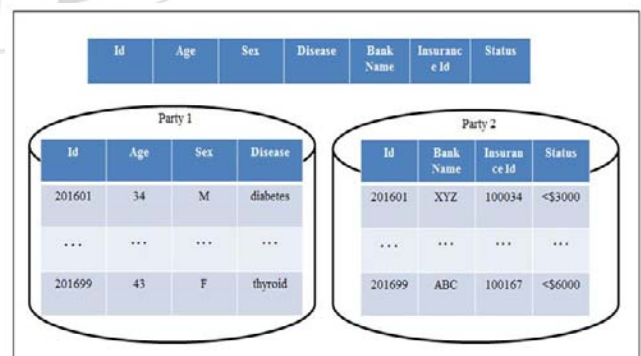 Id Age Sex Disease Bank Name Insuranc e Id Status
Party 1
Id Age Sex Disease
201601 34 M diabetes
... ... ... ...
201699 43 F thyroid
Party 2
Id Bank Name Insuran ce Id Status
201601 XYZ 100034 <$3000
... ... ... ...
201699 ABC 100167 <$6000